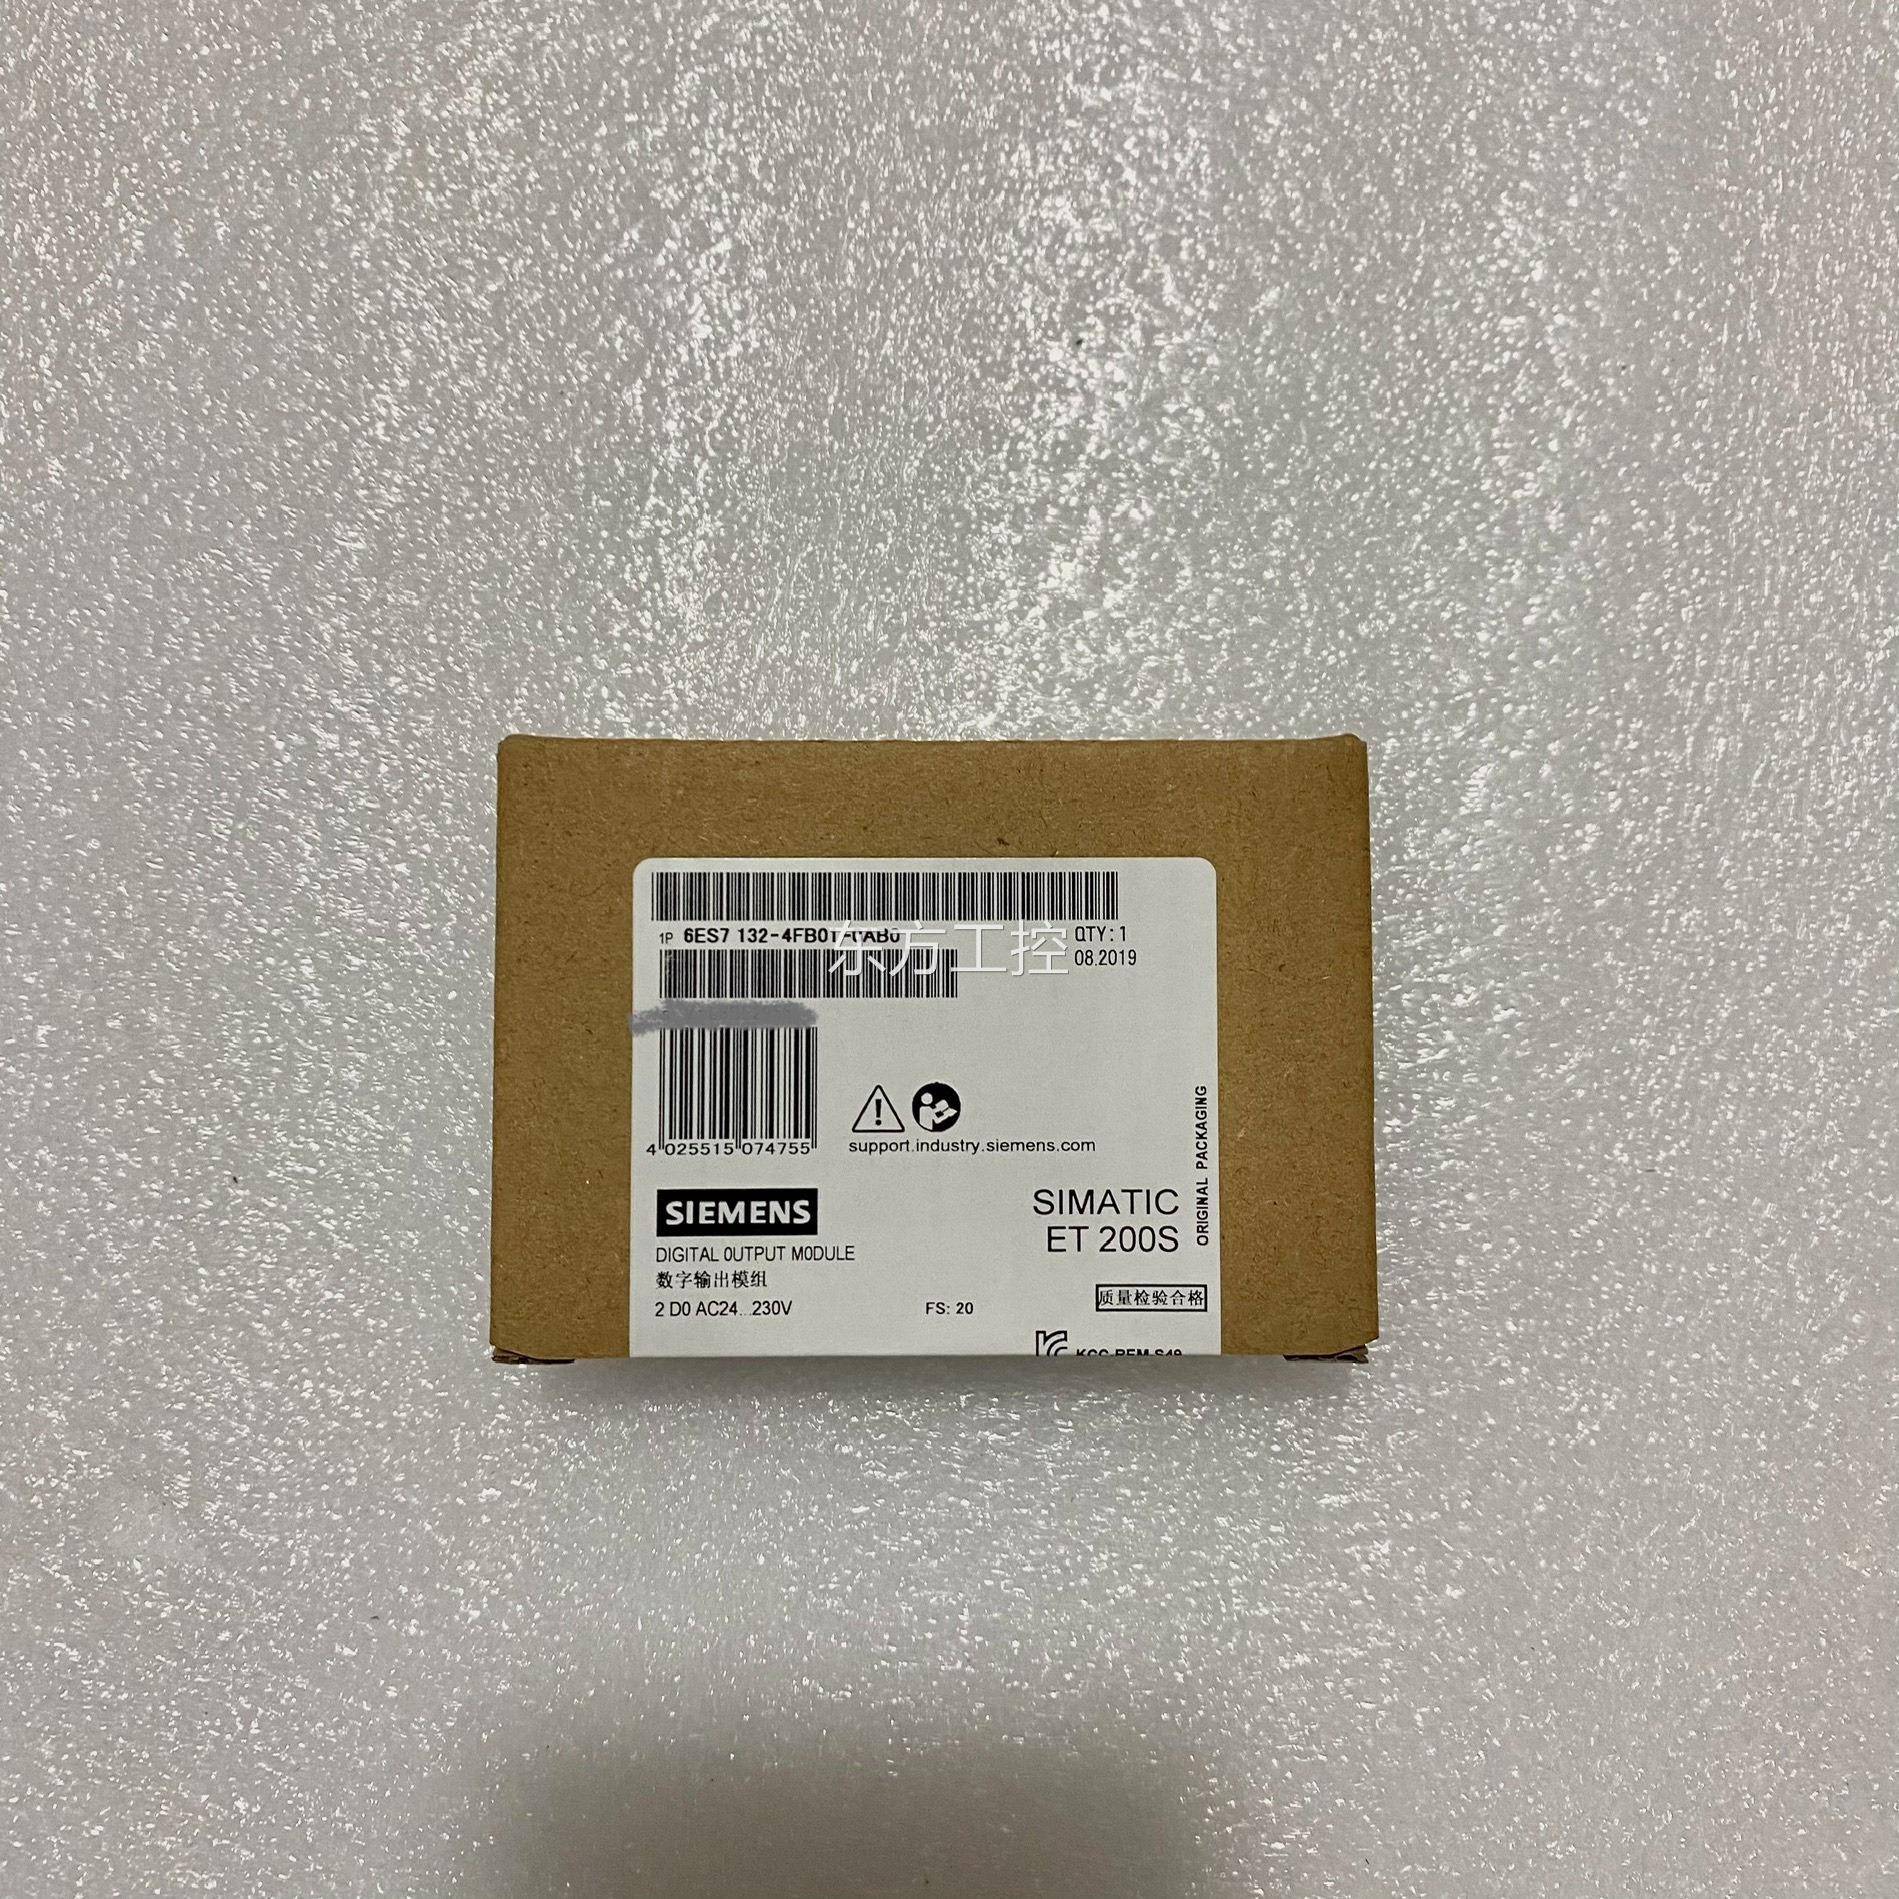 1P 6ES7 132-4FB01-0AB0
QTY: 1
08.2019
东方工控
4 025515 074755
support.industry.siemens.com
ORIGINAL PACKAGING
SIEMENS
SIMATIC
ET 200S
DIGITAL OUTPUT MODULE
数字输出模组
2 DO AC24...230V
FS: 20
质量检验合格